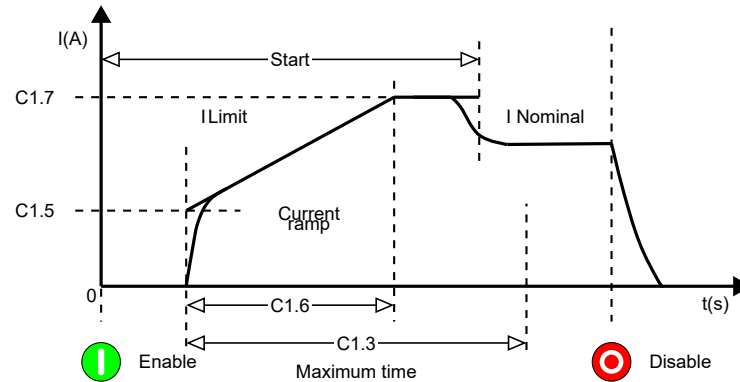 I(A)
Start
C1.7
I Limit
I Nominal
C1.5
Current
ramp
0
t(s)
C1.6
C1.3
Enable
Disable
Maximum time